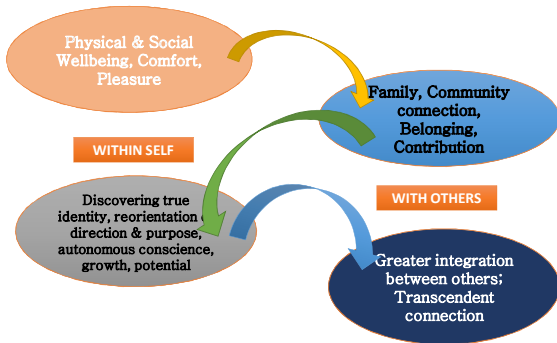 Physical & Social
Wellbeing, Comfort,
Pleasure
Family, Community
connection,
Belonging,
Contribution
WITHIN SELF
Discovering true
identity, reorientation
direction & purpose,
autonomous conscience,
growth, potential
WITH OTHERS
Greater integration
between others;
Transcendent
connection